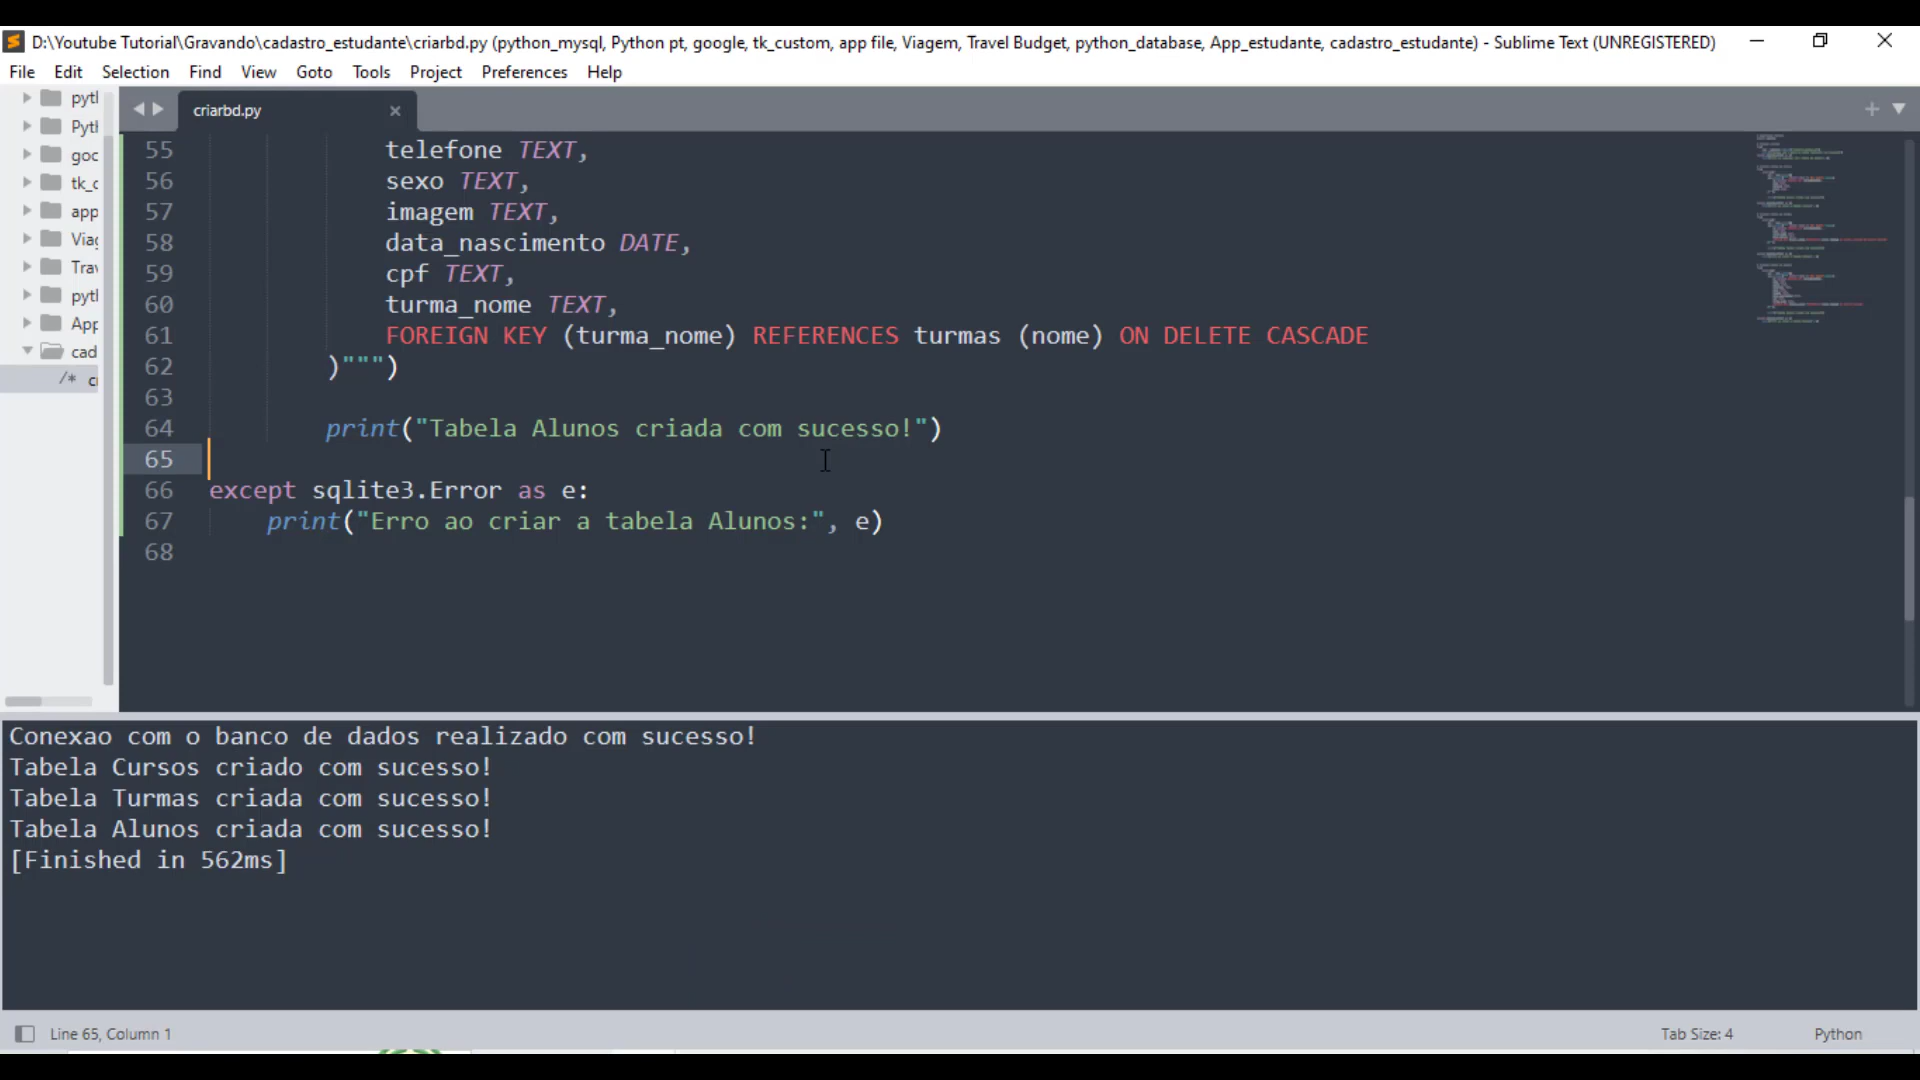 D:\Youtube Tutorial\Gravando\cadastro_estudante\criarbd.py (python_mysql, Python pt, google, tk_custom, app file, Viagem, Travel Budget, python_database, App_estudante, cadastro_estudante) - Sublime Text (UNREGISTERED)
File Edit Selection Find View Goto Tools Project Preferences Help
criarbd.py
55 telefone TEXT,
56 sexo TEXT,
57 imagem TEXT,
58 data_nascimento DATE,
59 cpf TEXT,
60 turma_nome TEXT,
61 FOREIGN KEY (turma_nome) REFERENCES turmas (nome) ON DELETE CASCADE
62 )""")
63
64 print("Tabela Alunos criada com sucesso!")
65
66 except sqlite3.Error as e:
67 print("Erro ao criar a tabela Alunos:", e)
68
Conexao com o banco de dados realizado com sucesso!
Tabela Cursos criado com sucesso!
Tabela Turmas criada com sucesso!
Tabela Alunos criada com sucesso!
[Finished in 562ms]
Line 65, Column 1
Tab Size: 4
Python